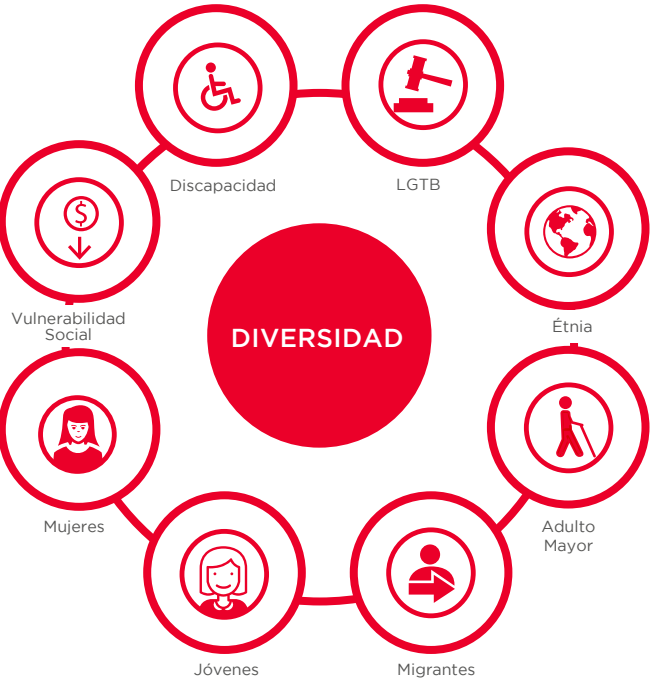 Discapacidad
LGTB
Vulnerabilidad
Social
Étnia
DIVERSIDAD
Mujeres
Adulto
Mayor
Jóvenes
Migrantes
$